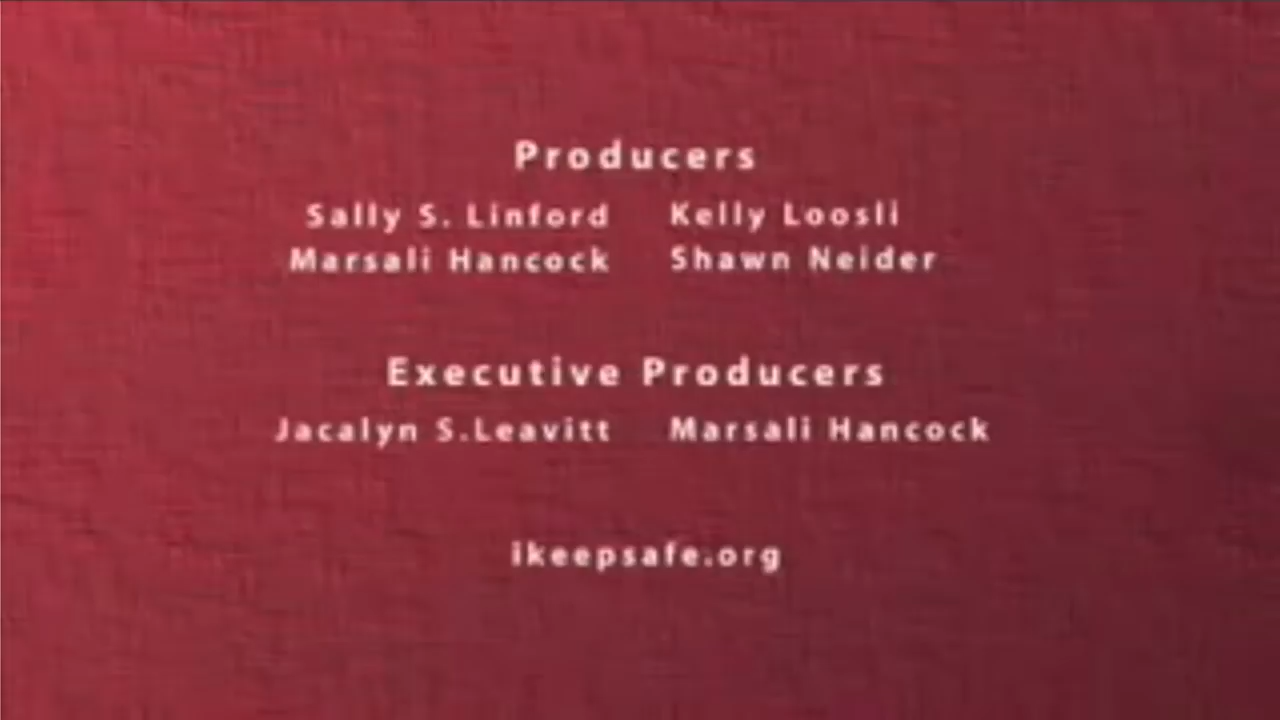 Producers
Sally S. Linford Kelly Loosli
Marsali Hancock Shawn Neider
Executive Producers
Jacalyn S.Leavitt Marsali Hancock
ikeepsafe.org